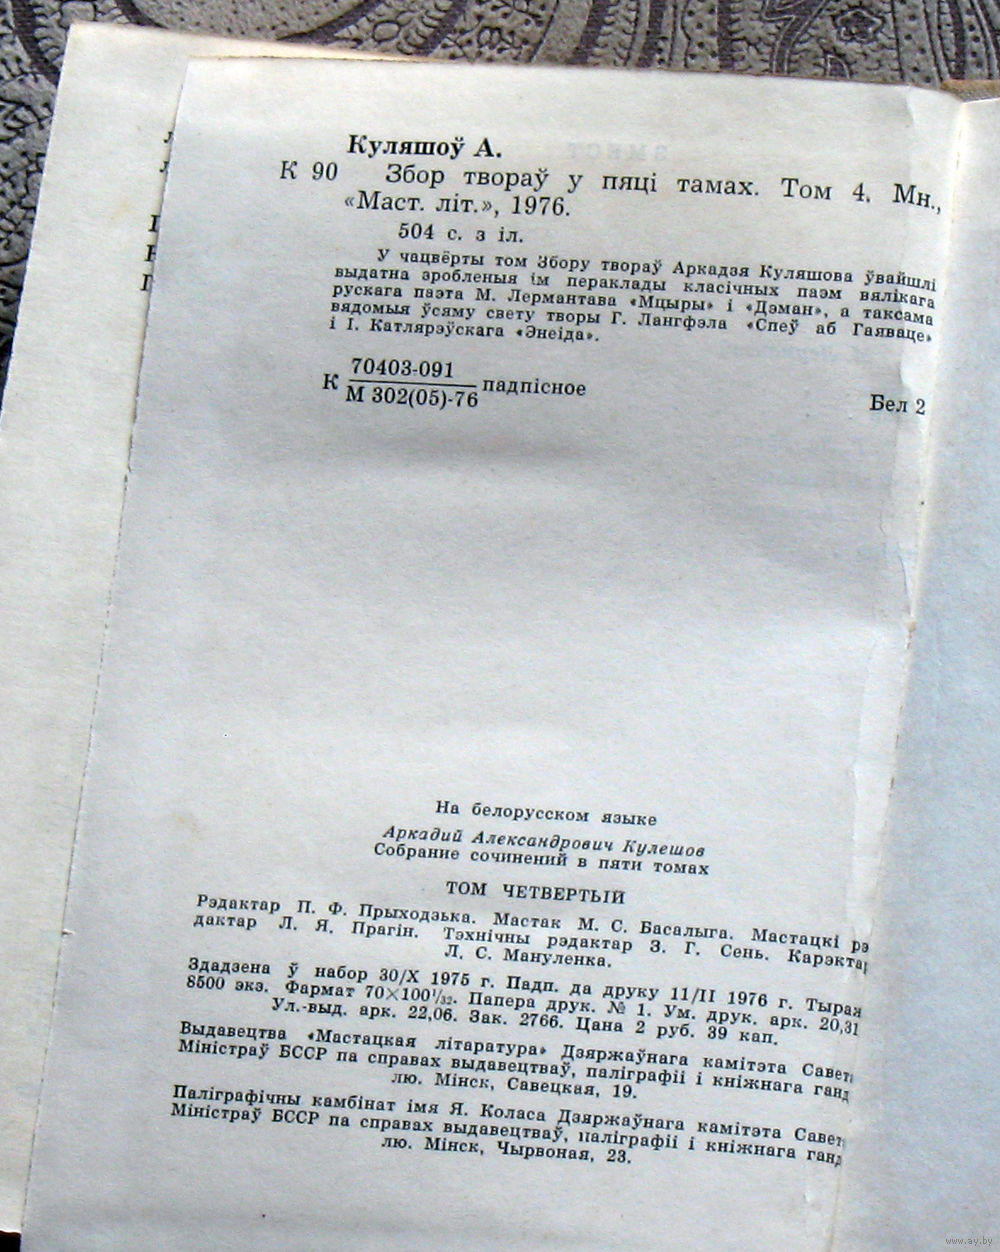 Куляшоў А.
К 90 Збор твораў у пяці тамах. Том 4. Мн.,
«Маст. літ.», 1976.
504 с. з іл.
У чацвёрты том Збору твораў Аркадзя Куляшова ўвайшлі
выдатна зробленыя ім пераклады класічных паэм вялікага
рускага паэта М. Лермантава «Мцыры» і «Дэман», а таксама
вядомыя ўсяму свету творы Г. Лангфэла «Спеў аб Гаяваце»
і І. Катлярэўскага «Энеіда».
70403-091
К падпісное
М 302(05)-76
Бел 2
На белорусском языке
Аркадий Александрович Кулешов
Собрание сочинений в пяти томах
ТОМ ЧЕТВЕРТЫЙ
Рэдактар П. Ф. Прыходзька. Мастак М. С. Басалыга. Мастацкі рэ
дактар Л. Я. Прагін. Тэхнічны рэдактар З. Г. Сень. Карэктар
Л. С. Мануленка.
Здадзена ў набор 30/X 1975 г. Падп. да друку 11/II 1976 г. Тыраж
8500 экз. Фармат 70×100¹/₃₂. Папера друк. № 1. Ум. друк. арк. 20,31
Ул.-выд. арк. 22,06. Зак. 2766. Цана 2 руб. 39 кап.
Выдавецтва «Мастацкая літаратура» Дзяржаўнага камітэта Савет
Міністраў БССР па справах выдавецтваў, паліграфіі і кніжнага ганд
лю. Мінск, Савецкая, 19.
Паліграфічны камбінат імя Я. Коласа Дзяржаўнага камітэта Савет
Міністраў БССР па справах выдавецтваў, паліграфіі і кніжнага ганд
лю. Мінск, Чырвоная, 23.
www.ay.by